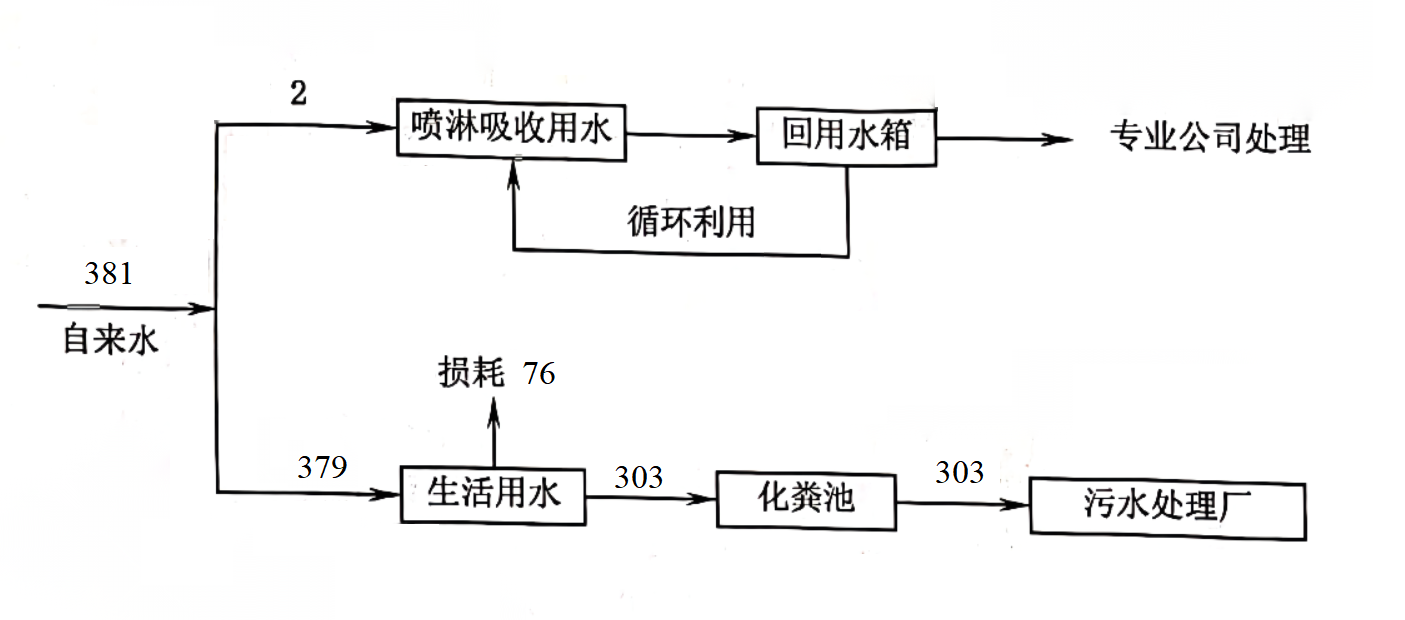 2
喷淋吸收用水
回用水箱
专业公司处理
循环利用
381
自来水
损耗 76
379
生活用水
303
化粪池
303
污水处理厂